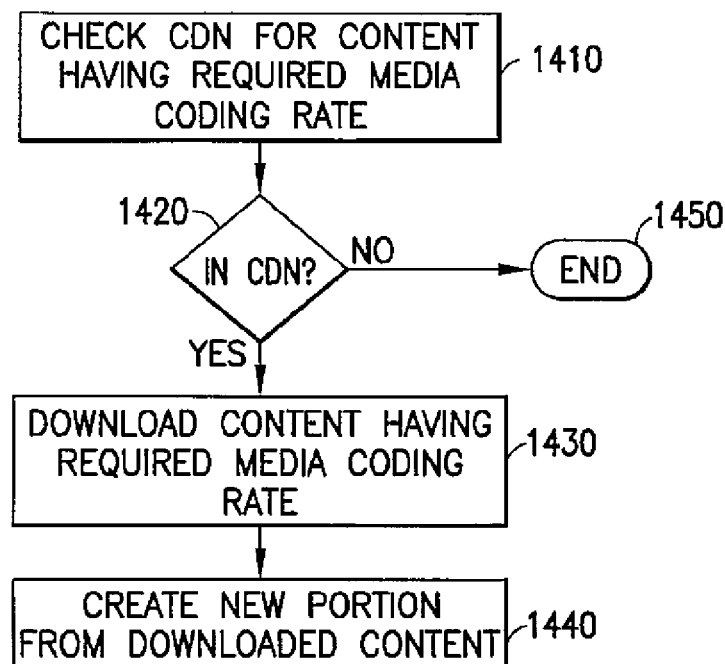 CHECK CDN FOR CONTENT
HAVING REQUIRED MEDIA
CODING RATE
1410
1420
IN CDN?
NO
1450
END
YES
DOWNLOAD CONTENT HAVING
REQUIRED MEDIA CODING
RATE
1430
CREATE NEW PORTION
FROM DOWNLOADED CONTENT
1440